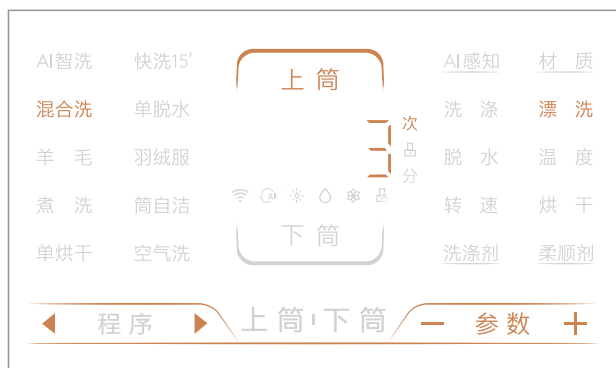 AI智洗 快洗15' 上筒 AI感知 材质
混合洗 单脱水 3 次 洗涤 漂洗
羊毛 羽绒服 品 脱水 温度
分
煮洗 筒自洁 AI 转速 烘干
单烘干 空气洗 下筒 洗涤剂 柔顺剂
程序 上筒 下筒 − 参数 +